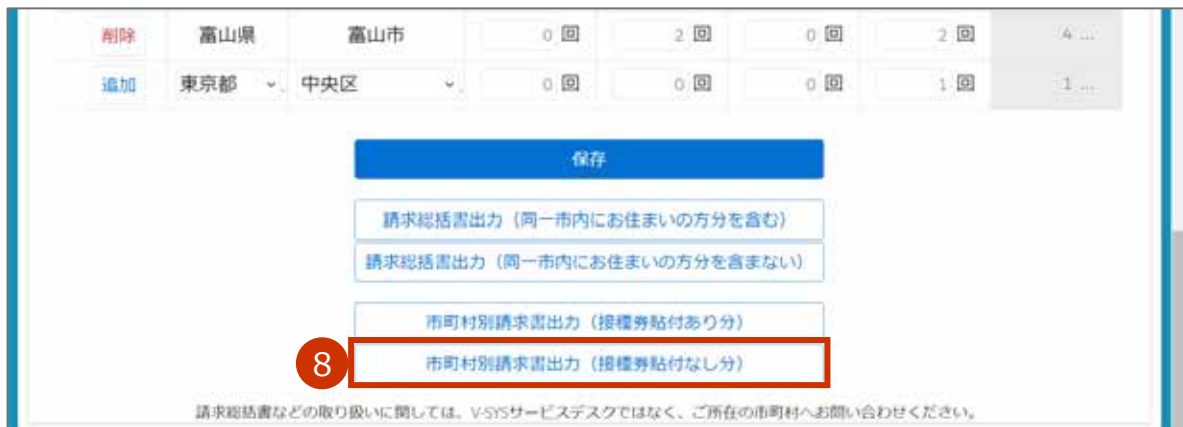 削除 富山県 富山市 0 回 2 回 0 回 2 回 4 ...
追加 東京都 中央区 0 回 0 回 0 回 1 回 1 ...
保存
請求総括書出力（同一市内にお住まいの方分を含む）
請求総括書出力（同一市内にお住まいの方分を含まない）
市町村別請求書出力（接種券貼付あり分）
8 市町村別請求書出力（接種券貼付なし分）
請求総括書などの取り扱いに関しては、V-SYSサービスデスクではなく、ご所在の市町村へお問い合わせください。